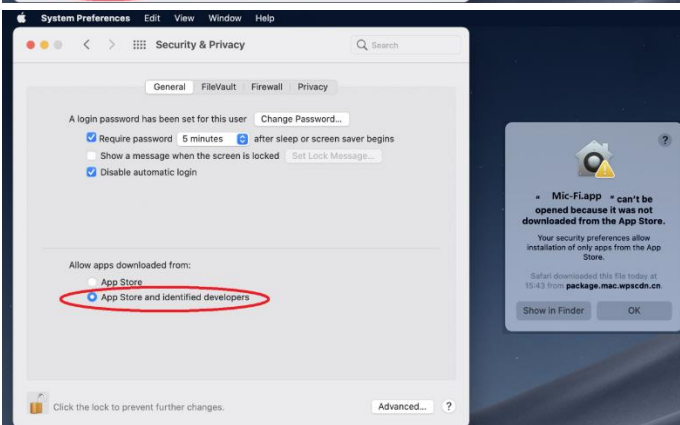 System Preferences Edit View Window Help
Security & Privacy
Search
General FileVault Firewall Privacy
A login password has been set for this user Change Password...
Require password 5 minutes after sleep or screen saver begins
Show a message when the screen is locked Set Lock Message...
Disable automatic login
Allow apps downloaded from:
App Store
App Store and identified developers
Click the lock to prevent further changes.
Advanced... ?
?
" Mic-Fi.app " can't be
opened because it was not
downloaded from the App Store.
Your security preferences allow
installation of only apps from the App
Store.
Safari downloaded this file today at
15:43 from package.mac.wpscdn.cn.
Show in Finder OK